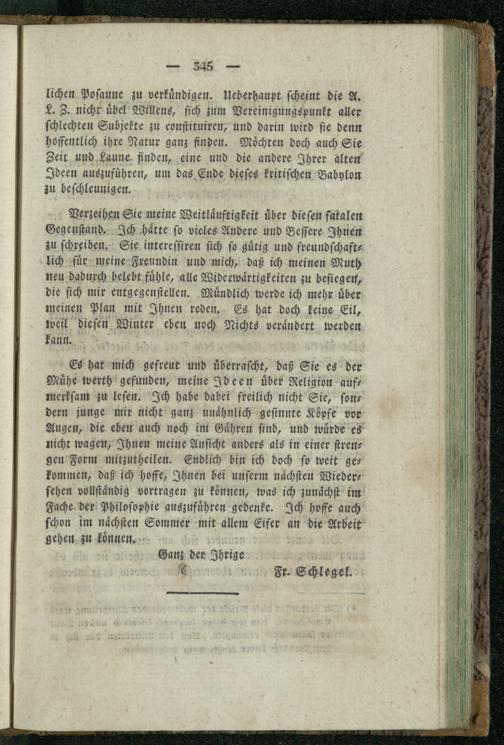 — 345 —
lichen Posaune zu verkündigen. Ueberhaupt scheint die A.
L. Z. nicht übel Willens, sich zum Vereinigungspunkt aller
schlechten Subjekte zu constituiren, und darin wird sie denn
hoffentlich ihre Natur ganz finden. Möchten doch auch Sie
Zeit und Laune finden, eine und die andere Ihrer alten
Ideen auszuführen, um das Ende dieses kritischen Babylon
zu beschleunigen.
Verzeihen Sie meine Weitläuftigkeit über diesen fatalen
Gegenstand. Ich hätte so vieles Andere und Bessere Ihnen
zu schreiben. Sie interessiren sich so gütig und freundschaft-
lich für meine Freundin und mich, daß ich meinen Muth
neu dadurch belebt fühle, alle Widerwärtigkeiten zu besiegen,
die sich mir entgegenstellen. Mündlich werde ich mehr über
meinen Plan mit Ihnen reden. Es hat doch keine Eil,
weil diesen Winter eben noch Nichts verändert werden
kann.
Es hat mich gefreut und überrascht, daß Sie es der
Mühe werth gefunden, meine Ideen über Religion auf-
merksam zu lesen. Ich habe dabei freilich nicht Sie, son-
dern junge mir nicht ganz unähnlich gesinnte Köpfe vor
Augen, die eben auch noch im Gähren sind, und würde es
nicht wagen, Ihnen meine Ansicht anders als in einer stren-
gen Form mitzutheilen. Endlich bin ich doch so weit ge-
kommen, daß ich hoffe, Ihnen bei unserm nächsten Wieder-
sehen vollständig vortragen zu können, was ich zunächst im
Fache der Philosophie auszuführen gedenke. Ich hoffe auch
schon im nächsten Sommer mit allem Eifer an die Arbeit
gehen zu können.
Ganz der Ihrige
Fr. Schlegel.